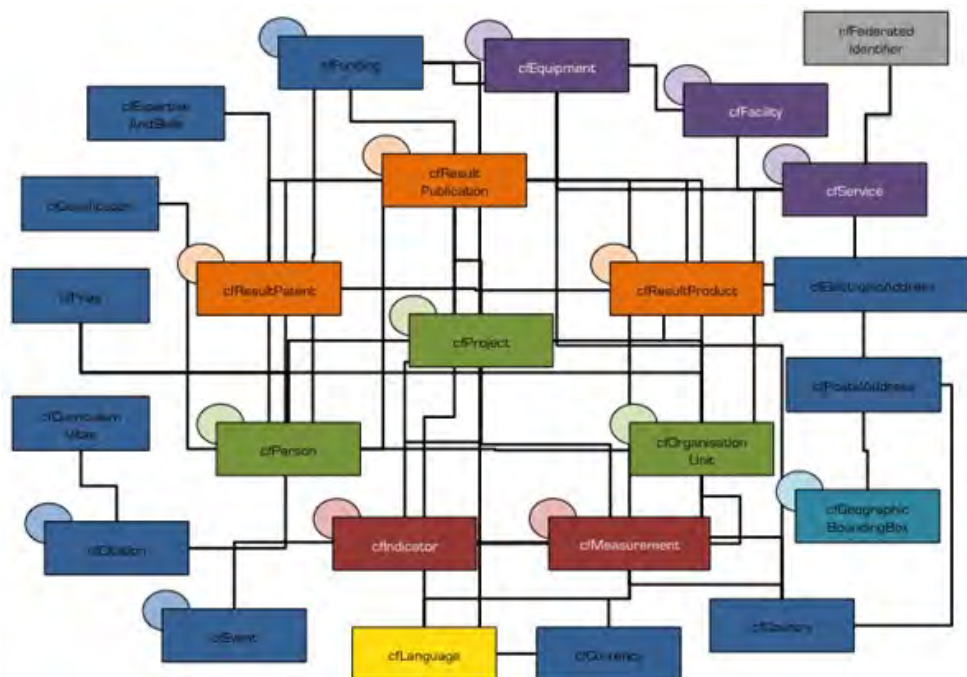 cfFederated
Identifier
cfFunding
cfEquipment
cfExpertise
AndSkills
cfFacility
cfResult
Publication
cfService
cfClassification
cfResultPatent
cfResultProduct
cfElectronicAddress
cfPrize
cfProject
cfPostalAddress
cfCurriculum
Vitae
cfPerson
cfOrganisation
Unit
cfGeographic
BoundingBox
cfCitation
cfIndicator
cfMeasurement
cfEvent
cfLanguage
cfCurrency
cfCountry